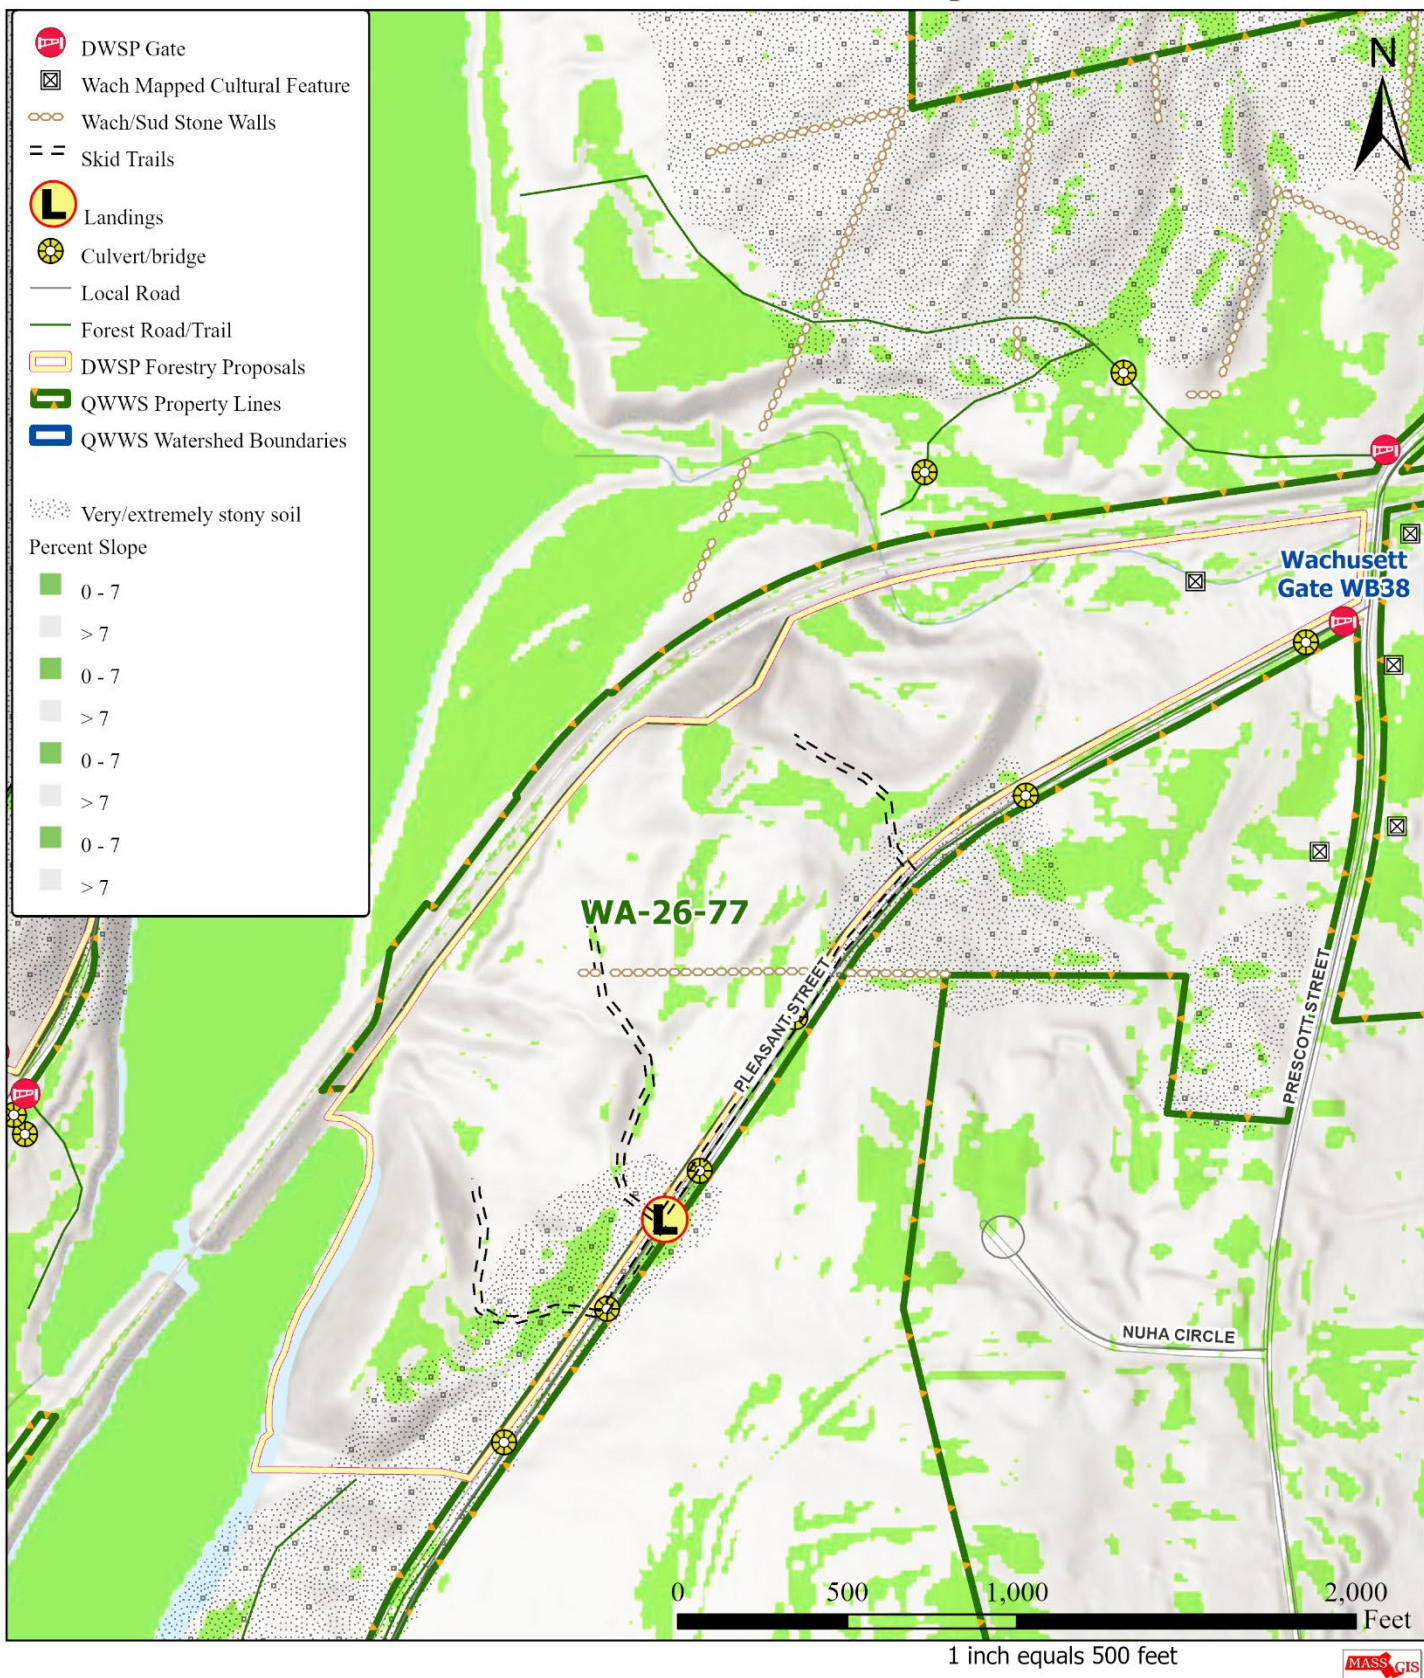 DWSP Gate
Wach Mapped Cultural Feature
Wach/Sud Stone Walls
Skid Trails
L
Landings
Culvert/bridge
Local Road
Forest Road/Trail
DWSP Forestry Proposals
QWWS Property Lines
QWWS Watershed Boundaries
Very/extremely stony soil
Percent Slope
0 - 7
> 7
0 - 7
> 7
0 - 7
> 7
0 - 7
> 7
N
Wachusett
Gate WB38
WA-26-77
PLEASANT STREET
PRESCOTT STREET
L
NUHA CIRCLE
0 500 1,000 2,000
Feet
1 inch equals 500 feet
MASS GIS